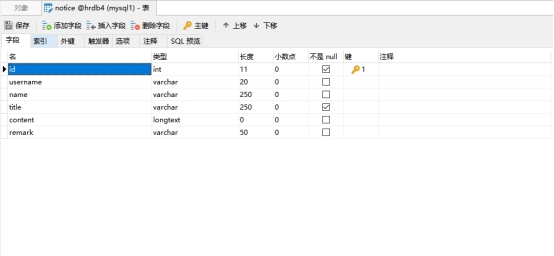 对象 notice @hrdb4 (mysql1) - 表
保存 添加字段 插入字段 删除字段 主键 上移 下移
字段 索引 外键 触发器 选项 注释 SQL 预览
名 类型 长度 小数点 不是 null 键 注释
id int 11 0 1
username varchar 20 0
name varchar 250 0
title varchar 250 0
content longtext 0 0
remark varchar 50 0